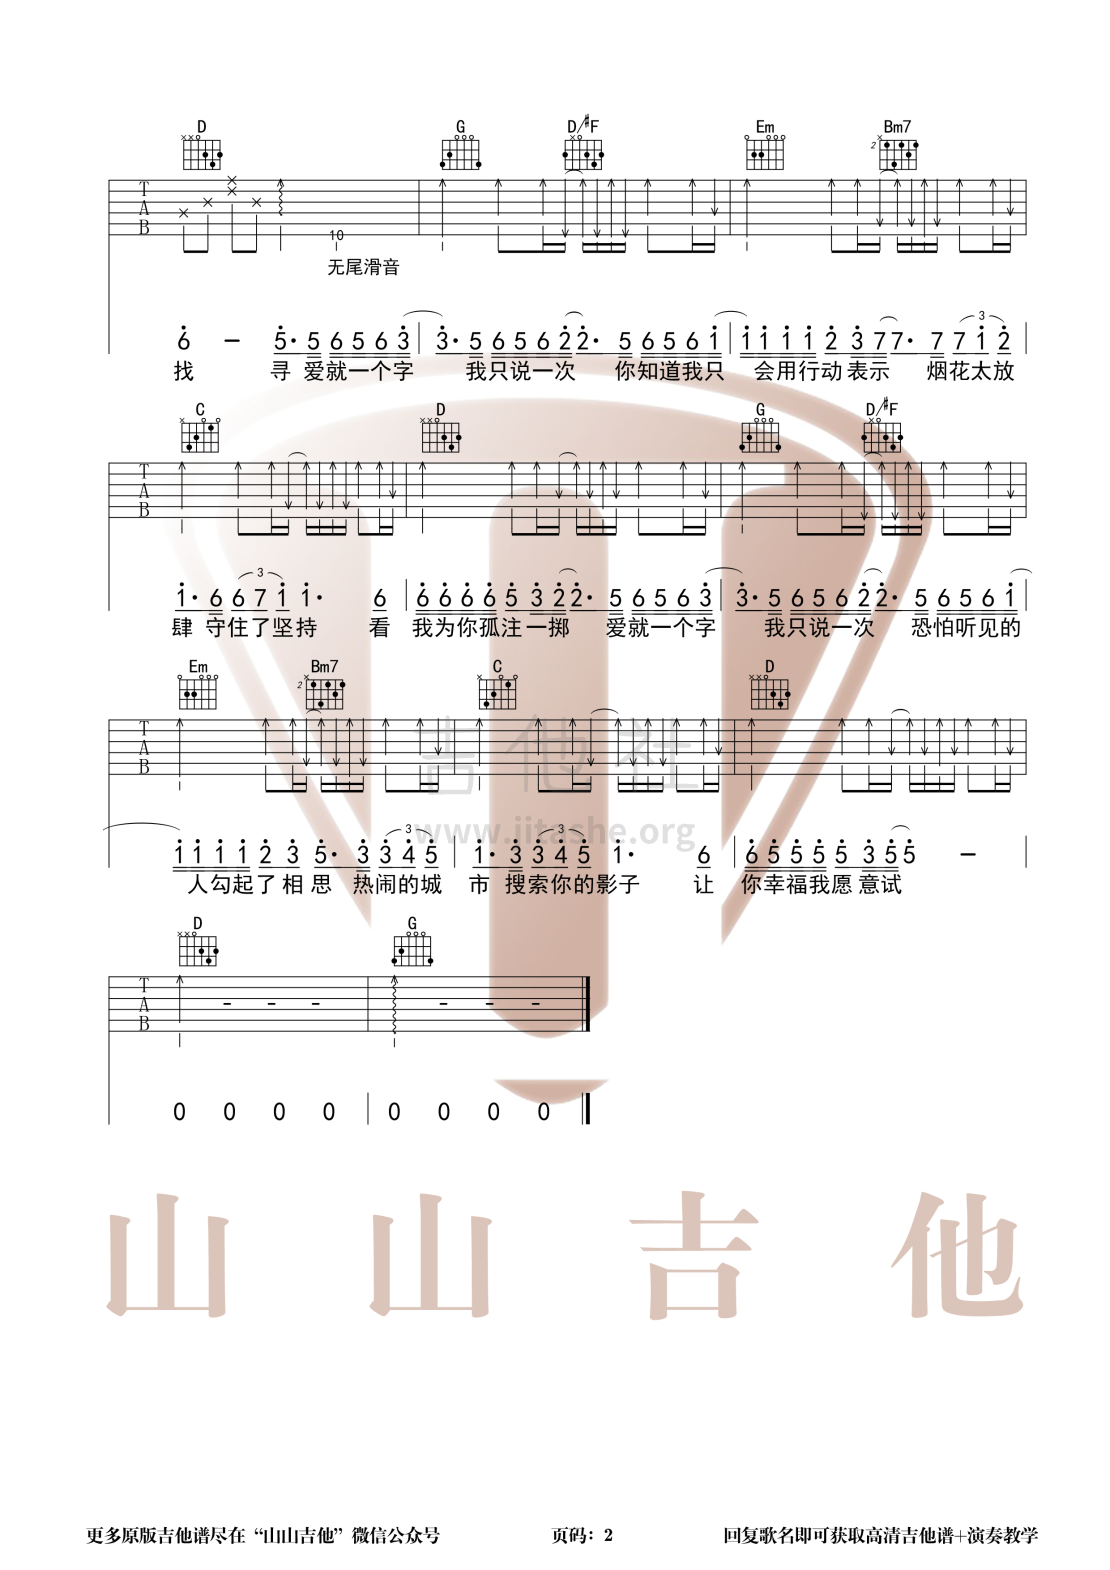 D G D/#F Em Bm7
×× ×
2
T
A
B
10
无尾滑音
6 — 5· 5 6 5 6 3 3· 5 6 5 6 2 2· 5 6 5 6 1 1 1 1 1 2 3 7 7· 7 7 1 2
3
找 寻 爱就一个字 我只说一次 你知道我只 会用行动表示 烟花太放
C D G D/#F
T
A
B
1· 6 6 7 1 1· 6 6 6 6 6 5 3 2 2· 5 6 5 6 3 3· 5 6 5 6 2 2· 5 6 5 6 1
3
肆 守住了坚持 看 我为你孤注一掷 爱就一个字 我只说一次 恐怕听见的
Em Bm7 C D
2
T
A
B
吉他社
www.jitashe.org
1 1 1 1 2 3 5· 3 3 4 5 1· 3 3 4 5 1· 6 6 5 5 5 5 3 5 5 —
3 3
人勾起了相思 热闹的城 市 搜索你的影子 让 你幸福我愿意试
D G
T
A
B
- - - - - -
0 0 0 0 0 0 0 0
山山吉他
更多原版吉他谱尽在“山山吉他”微信公众号 页码：2 回复歌名即可获取高清吉他谱+演奏教学